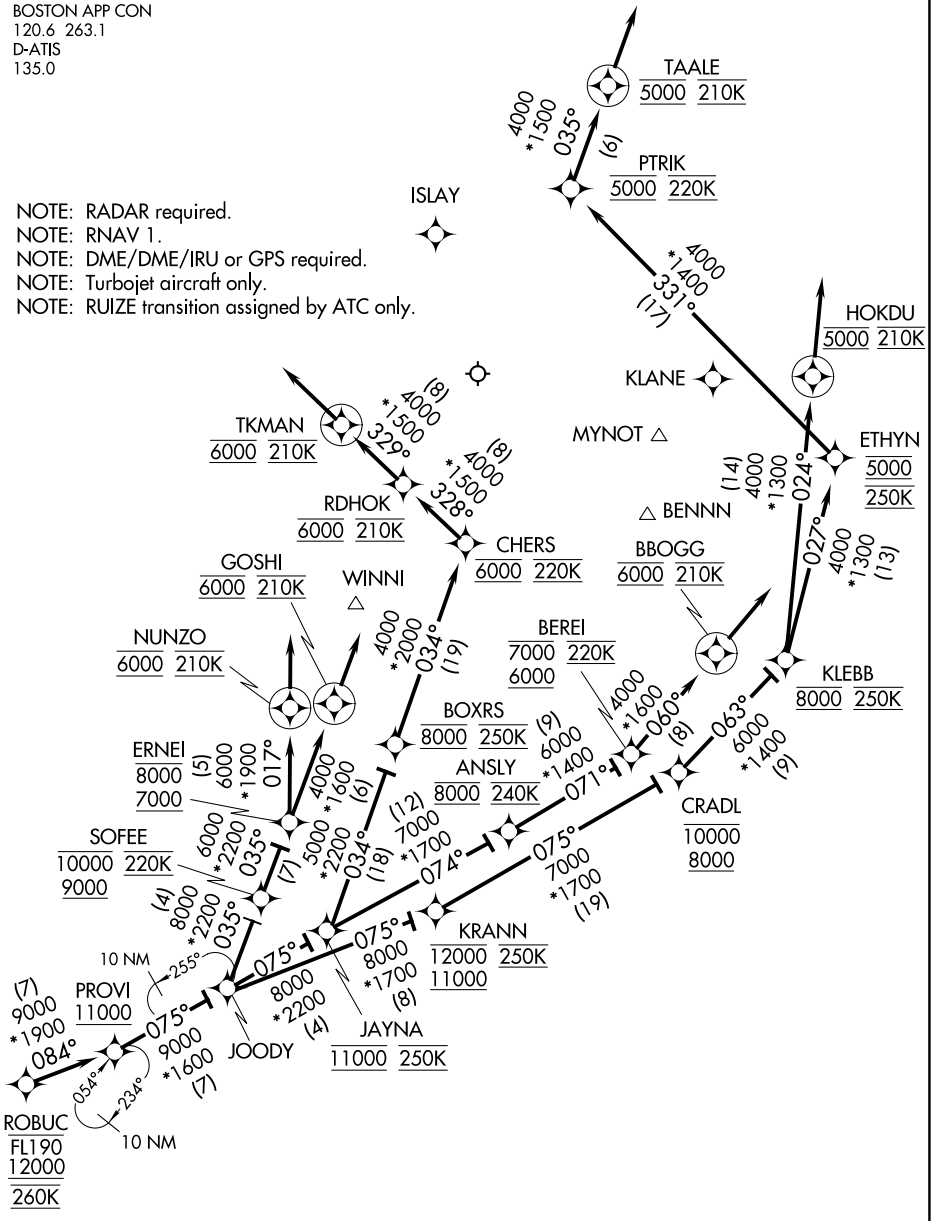 BOSTON APP CON
120.6 263.1
D-ATIS
135.0
TAALE
5000 210K
4000
*1500
035°
(6)
PTRIK
5000 220K
ISLAY
NOTE: RADAR required.
NOTE: RNAV 1.
NOTE: DME/DME/IRU or GPS required.
NOTE: Turbojet aircraft only.
NOTE: RUIZE transition assigned by ATC only.
4000
*1400
331°
(17)
HOKDU
5000 210K
KLANE
MYNOT
ETHYN
5000
250K
(14)
4000
*1300
024°
027°
4000
*1300
(13)
TKMAN
6000 210K
(8)
4000
*1500
329°
(8)
4000
*1500
328°
RDHOK
6000 210K
BENNN
CHERS
6000 220K
BBOGG
6000 210K
GOSHI
6000 210K
WINNI
NUNZO
6000 210K
4000
*2000
034°
(19)
BEREI
7000 220K
6000
4000
*1600
060°
(8)
KLEBB
8000 250K
063°
6000
*1400
(9)
BOXRS
8000 250K
ERNEI
8000
7000
(5)
6000
*1900
017°
4000
*1600
(6)
ANSLY
8000 240K
(9)
6000
*1400
071°
CRADL
10000
8000
SOFEE
10000 220K
9000
6000
*2200
035°
(7)
5000
*2200
034°
(18)
(12)
7000
*1700
074°
075°
7000
*1700
(19)
(4)
8000
*2200
035°
KRANN
12000 250K
11000
10 NM
255°
075°
8000
*2200
(4)
075°
8000
*1700
(8)
JAYNA
11000 250K
JOODY
PROVI
11000
075°
9000
*1600
(7)
(7)
9000
*1900
084°
054°
234°
10 NM
ROBUC
FL190
12000
260K